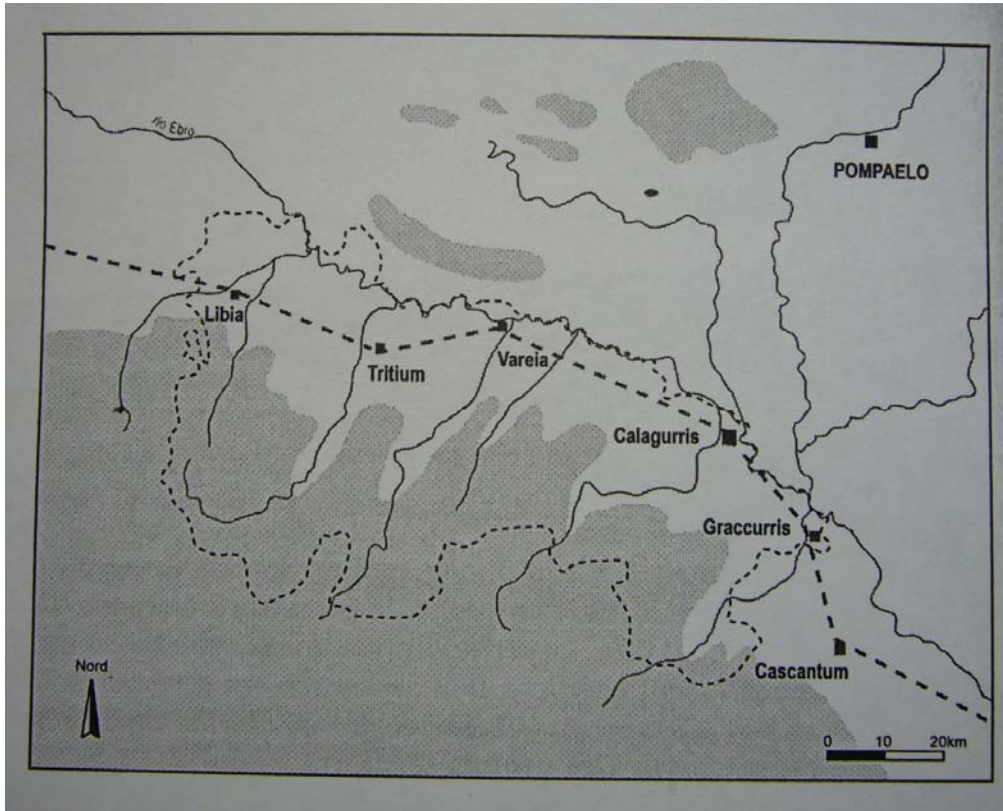 río Ebro
POMPAELO
Libia
Tritium
Vareia
Calagurris
Graccurris
Cascantum
Nord
0 10 20km